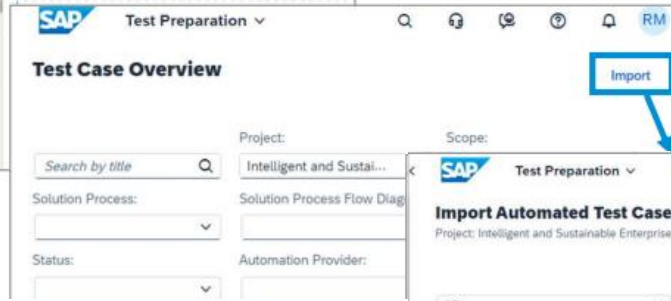 SAP Test Preparation RM
Test Case Overview
Import
Project: Scope:
Search by title Intelligent and Sustai...
Solution Process: Solution Process Flow Diag
Status: Automation Provider:
SAP Test Preparation
Import Automated Test Case
Project: Intelligent and Sustainable Enterprise